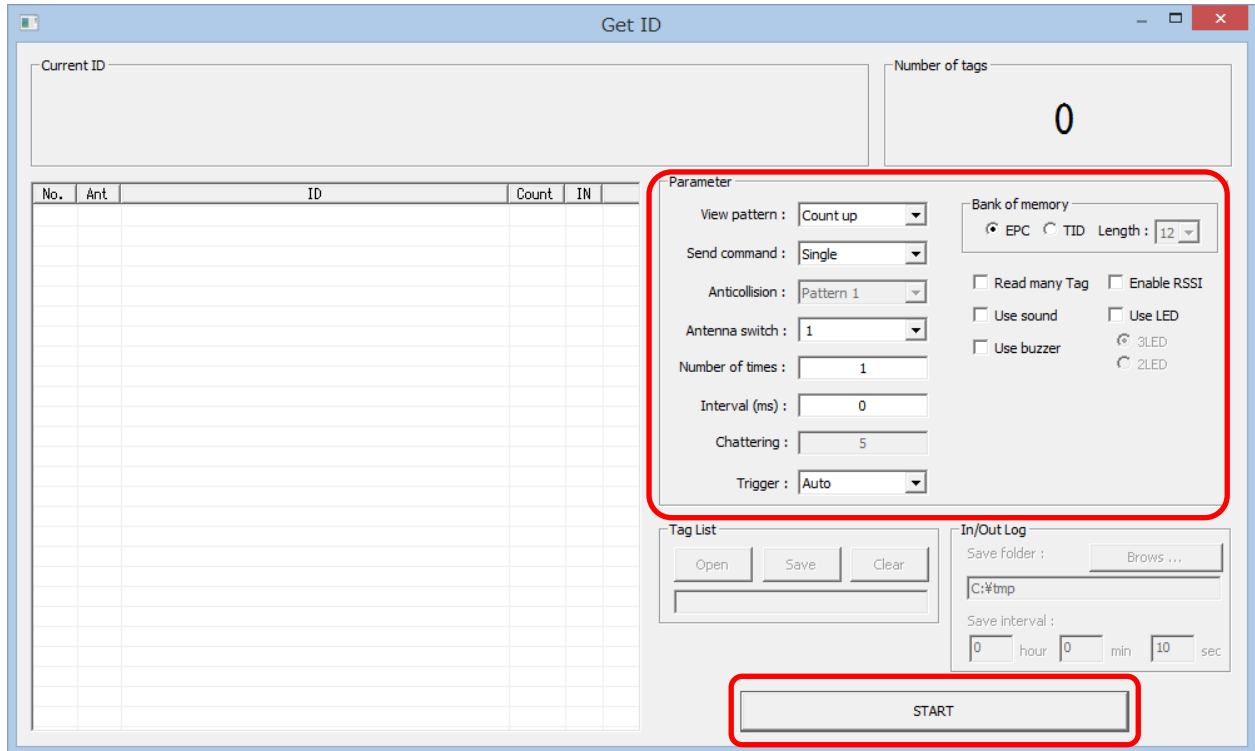 Get ID
Current ID
Number of tags
0
No. Ant ID Count IN
Parameter
View pattern : Count up
Send command : Single
Anticollision : Pattern 1
Antenna switch : 1
Number of times : 1
Interval (ms) : 0
Chattering : 5
Trigger : Auto
Bank of memory
EPC TID Length : 12
Read many Tag Enable RSSI
Use sound Use LED
Use buzzer 3LED
2LED
Tag List
Open Save Clear
In/Out Log
Save folder : Brows ...
C:¥tmp
Save interval :
0 hour 0 min 10 sec
START